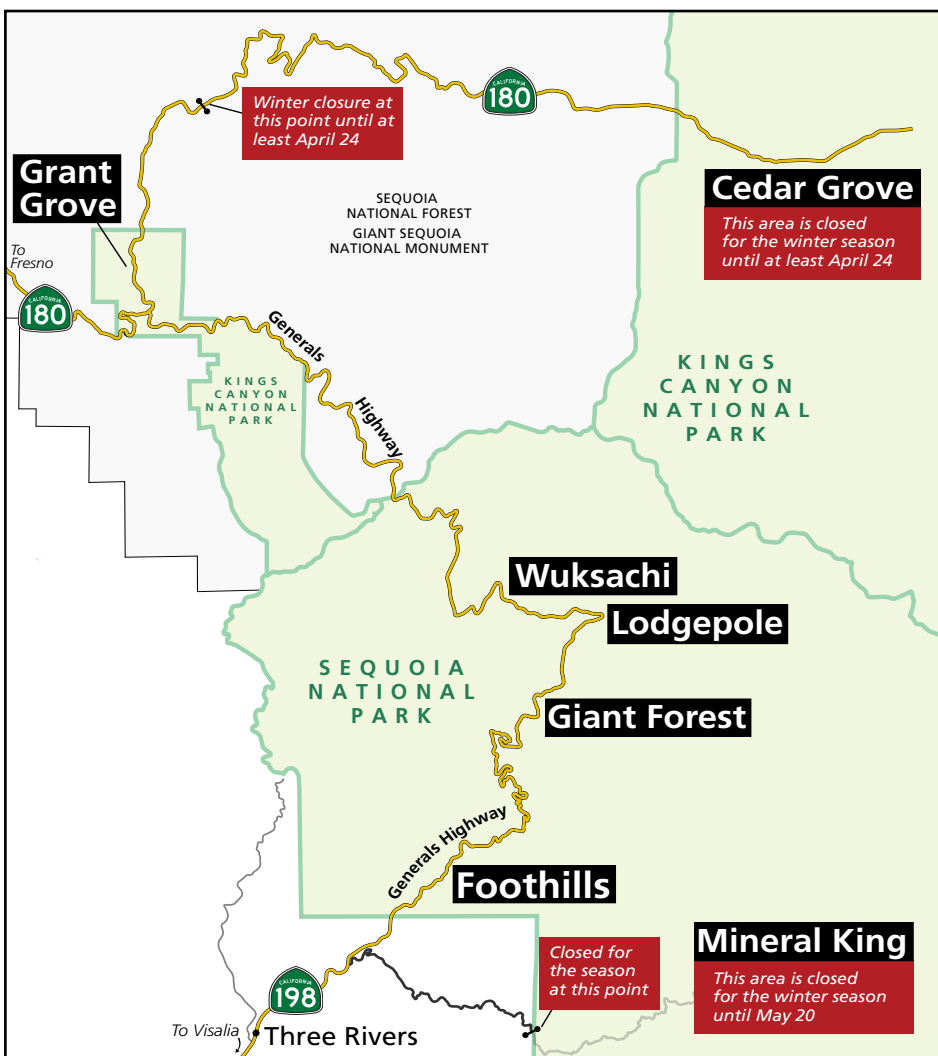 CALIFORNIA
180
Winter closure at
this point until at
least April 24
Grant
Grove
SEQUOIA
NATIONAL FOREST
GIANT SEQUOIA
NATIONAL MONUMENT
Cedar Grove
This area is closed
for the winter season
until at least April 24
To
Fresno
CALIFORNIA
180
Generals
Highway
KINGS
CANYON
NATIONAL
PARK
KINGS
CANYON
NATIONAL
PARK
Wuksachi
Lodgepole
SEQUOIA
NATIONAL
PARK
Giant Forest
Generals Highway
Foothills
Mineral King
This area is closed
for the winter season
until May 20
Closed for
the season
at this point
CALIFORNIA
198
To Visalia
Three Rivers